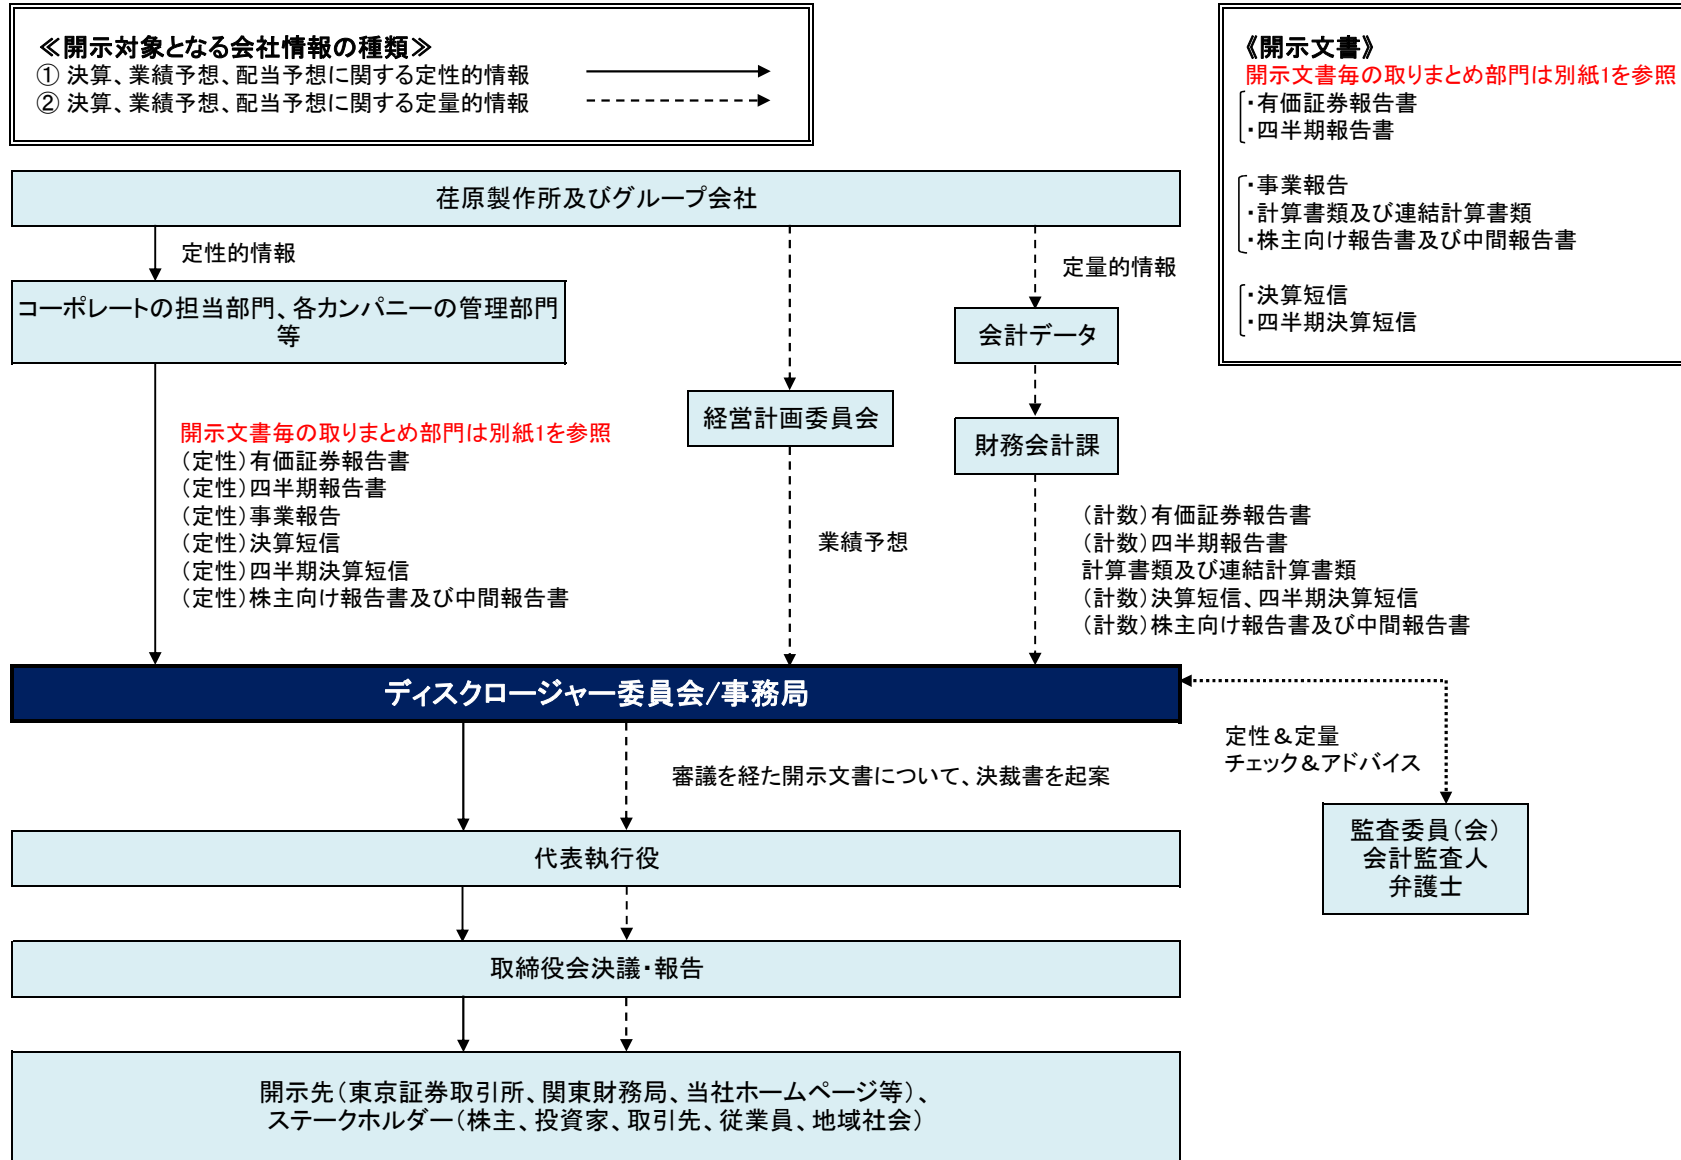 ≪開示対象となる会社情報の種類≫
① 決算、業績予想、配当予想に関する定性的情報
② 決算、業績予想、配当予想に関する定量的情報
《開示文書》
開示文書毎の取りまとめ部門は別紙1を参照
・有価証券報告書
・四半期報告書
・事業報告
・計算書類及び連結計算書類
・株主向け報告書及び中間報告書
・決算短信
・四半期決算短信
荏原製作所及びグループ会社
定性的情報
定量的情報
コーポレートの担当部門、各カンパニーの管理部門
等
会計データ
経営計画委員会
財務会計課
開示文書毎の取りまとめ部門は別紙1を参照
(定性)有価証券報告書
(定性)四半期報告書
(定性)事業報告
(定性)決算短信
(定性)四半期決算短信
(定性)株主向け報告書及び中間報告書
業績予想
(計数)有価証券報告書
(計数)四半期報告書
計算書類及び連結計算書類
(計数)決算短信、四半期決算短信
(計数)株主向け報告書及び中間報告書
ディスクロージャー委員会/事務局
定性&定量
チェック&アドバイス
審議を経た開示文書について、決裁書を起案
監査委員(会)
会計監査人
弁護士
代表執行役
取締役会決議・報告
開示先(東京証券取引所、関東財務局、当社ホームページ等)、
ステークホルダー(株主、投資家、取引先、従業員、地域社会)